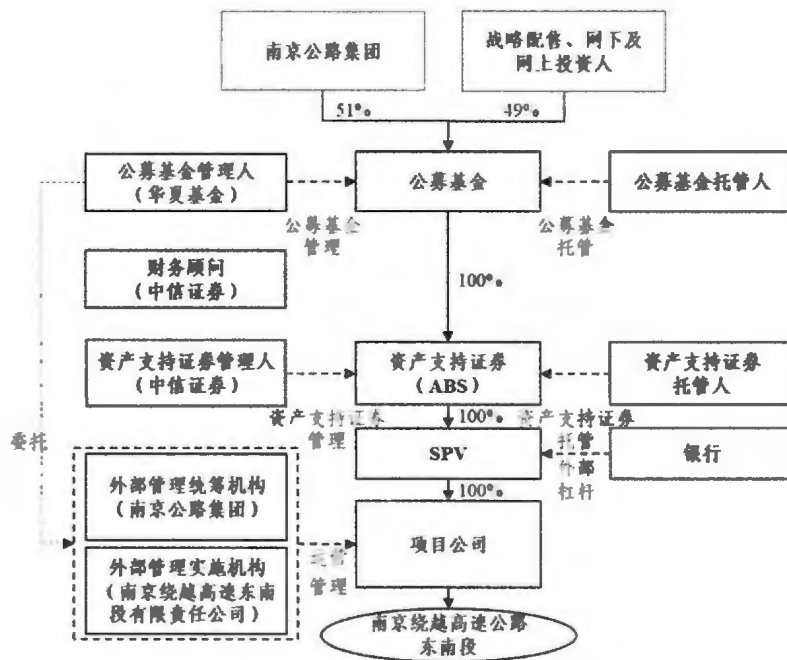 南京公路集团
战略配售、网下及
网上投资人
51%
49%
公募基金管理人
(华夏基金)
公募基金
公募基金托管人
公募基金
管理
公募基金
托管
财务顾问
(中信证券)
100%
资产支持证券管理人
(中信证券)
资产支持证券
(ABS)
资产支持证券
托管人
资产支持证券
管理
100%
资产支持证券
托管
委托
SPV
外部
杠杆
银行
100%
外部管理统筹机构
(南京公路集团)
运营
管理
项目公司
外部管理实施机构
(南京绕越高速东南
段有限责任公司)
南京绕越高速公路
东南段